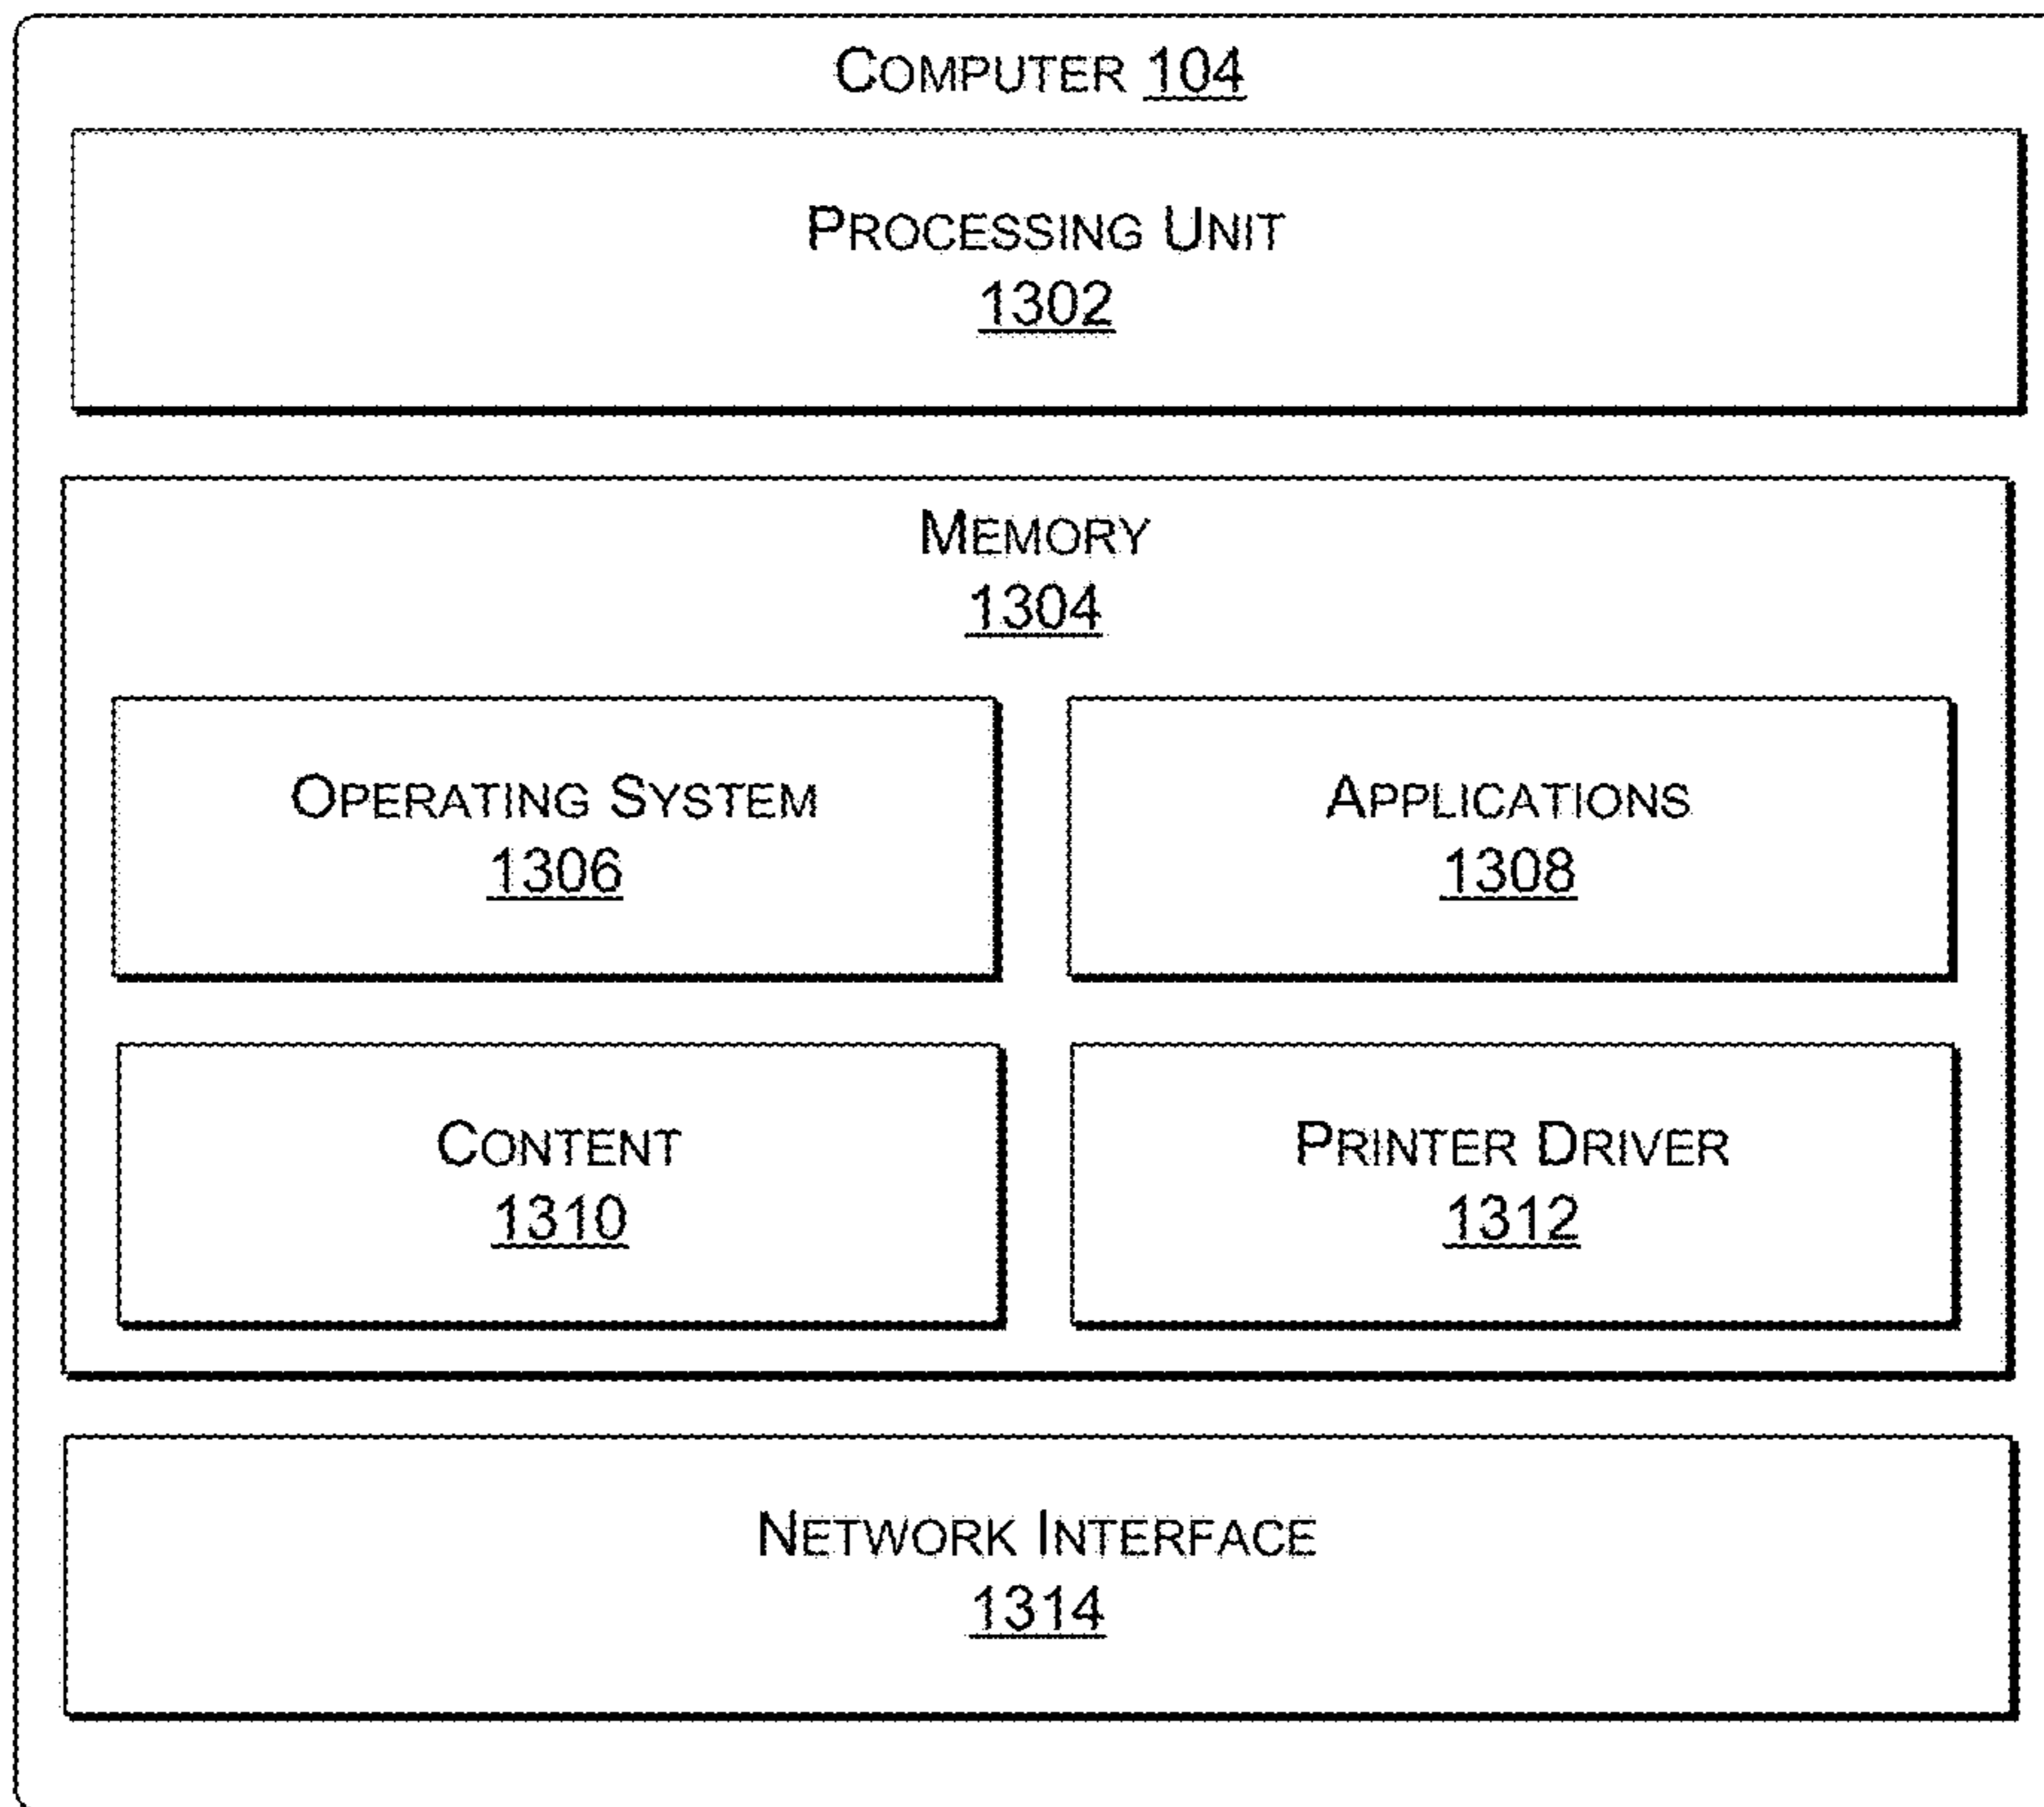 COMPUTER 104
PROCESSING UNIT
1302
MEMORY
1304
OPERATING SYSTEM
1306
APPLICATIONS
1308
CONTENT
1310
PRINTER DRIVER
1312
NETWORK INTERFACE
1314